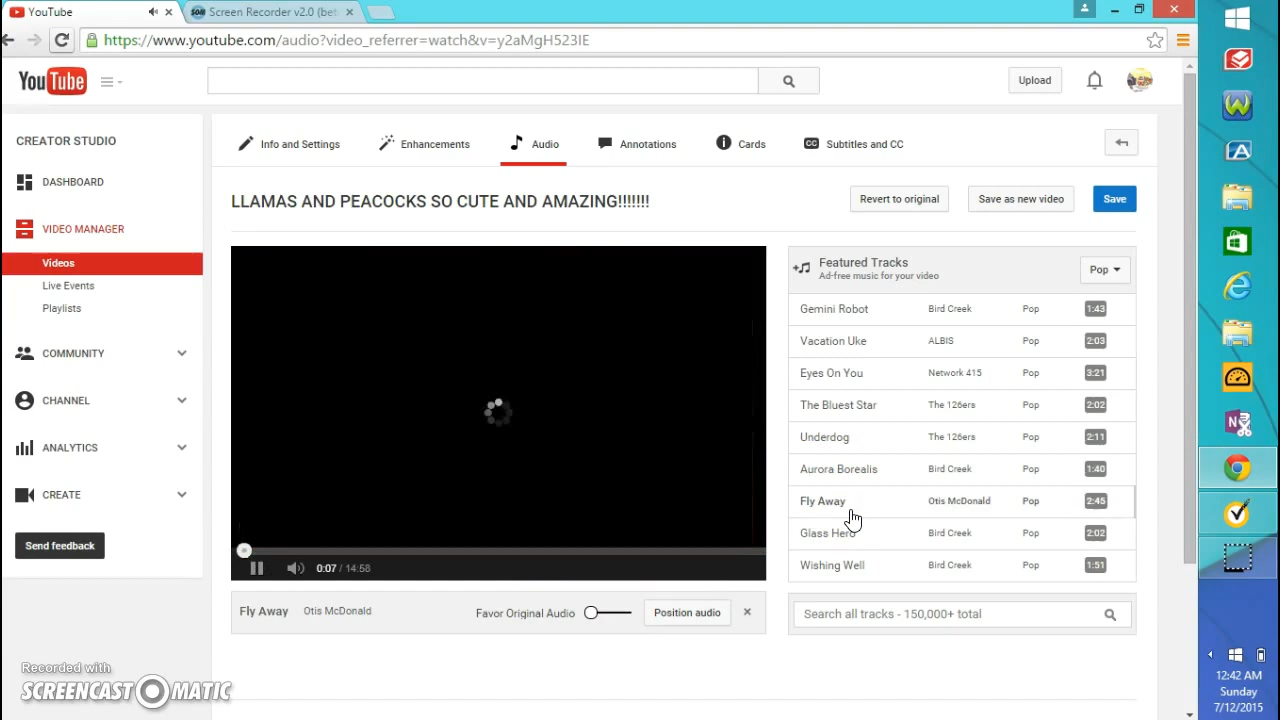 YouTube
Screen Recorder v2.0 (bet
https://www.youtube.com/audio?video_referrer=watch&v=y2aMgH523IE
YouTube
Upload
CREATOR STUDIO
DASHBOARD
VIDEO MANAGER
Videos
Live Events
Playlists
COMMUNITY
CHANNEL
ANALYTICS
CREATE
Send feedback
Info and Settings
Enhancements
Audio
Annotations
Cards
CC Subtitles and CC
LLAMAS AND PEACOCKS SO CUTE AND AMAZING!!!!!!!
Revert to original
Save as new video
Save
0:07 / 14:58
Fly Away Otis McDonald
Favor Original Audio
Position audio
Featured Tracks
Ad-free music for your video
Pop
Gemini Robot Bird Creek Pop 1:43
Vacation Uke ALBIS Pop 2:03
Eyes On You Network 415 Pop 3:21
The Bluest Star The 126ers Pop 2:02
Underdog The 126ers Pop 2:11
Aurora Borealis Bird Creek Pop 1:40
Fly Away Otis McDonald Pop 2:45
Glass Hero Bird Creek Pop 2:02
Wishing Well Bird Creek Pop 1:51
Search all tracks - 150,000+ total
Recorded with
SCREENCAST-O-MATIC
12:42 AM
Sunday
7/12/2015